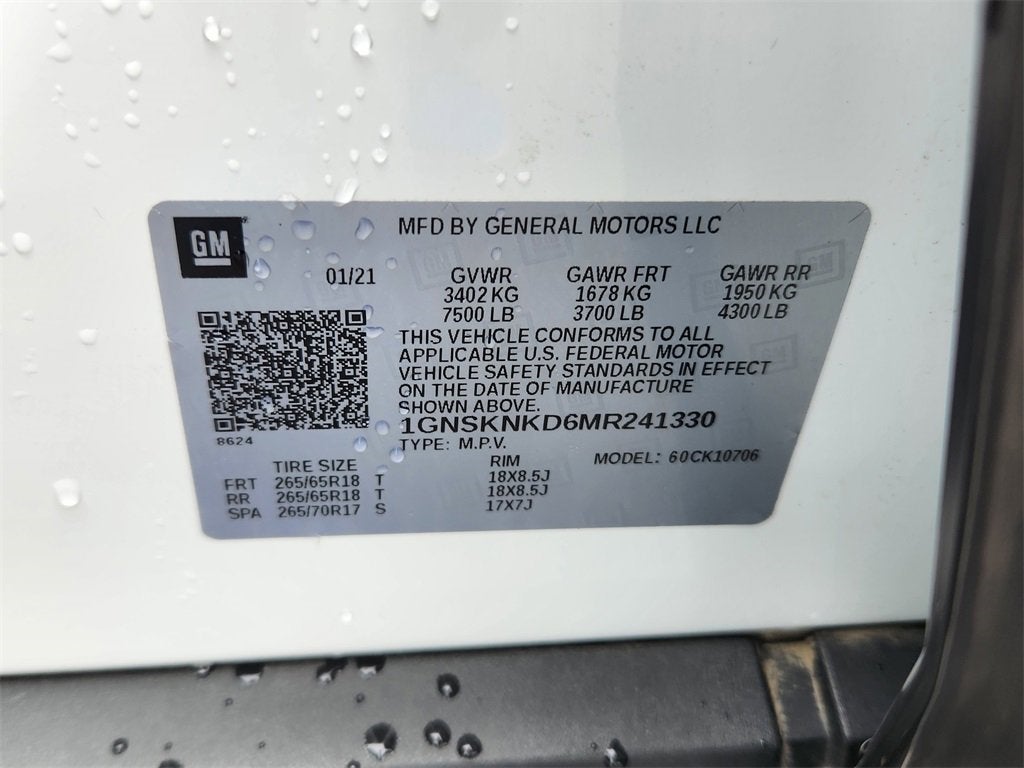 GM
MFD BY GENERAL MOTORS LLC
01/21 GVWR GAWR FRT GAWR RR
3402 KG 1678 KG 1950 KG
7500 LB 3700 LB 4300 LB
THIS VEHICLE CONFORMS TO ALL
APPLICABLE U.S. FEDERAL MOTOR
VEHICLE SAFETY STANDARDS IN EFFECT
ON THE DATE OF MANUFACTURE
SHOWN ABOVE.
1GNSKNKD6MR241330
8624
TYPE: M.P.V.
TIRE SIZE RIM MODEL: 60CK10706
FRT 265/65R18 T 18X8.5J
RR 265/65R18 T 18X8.5J
SPA 265/70R17 S 17X7J